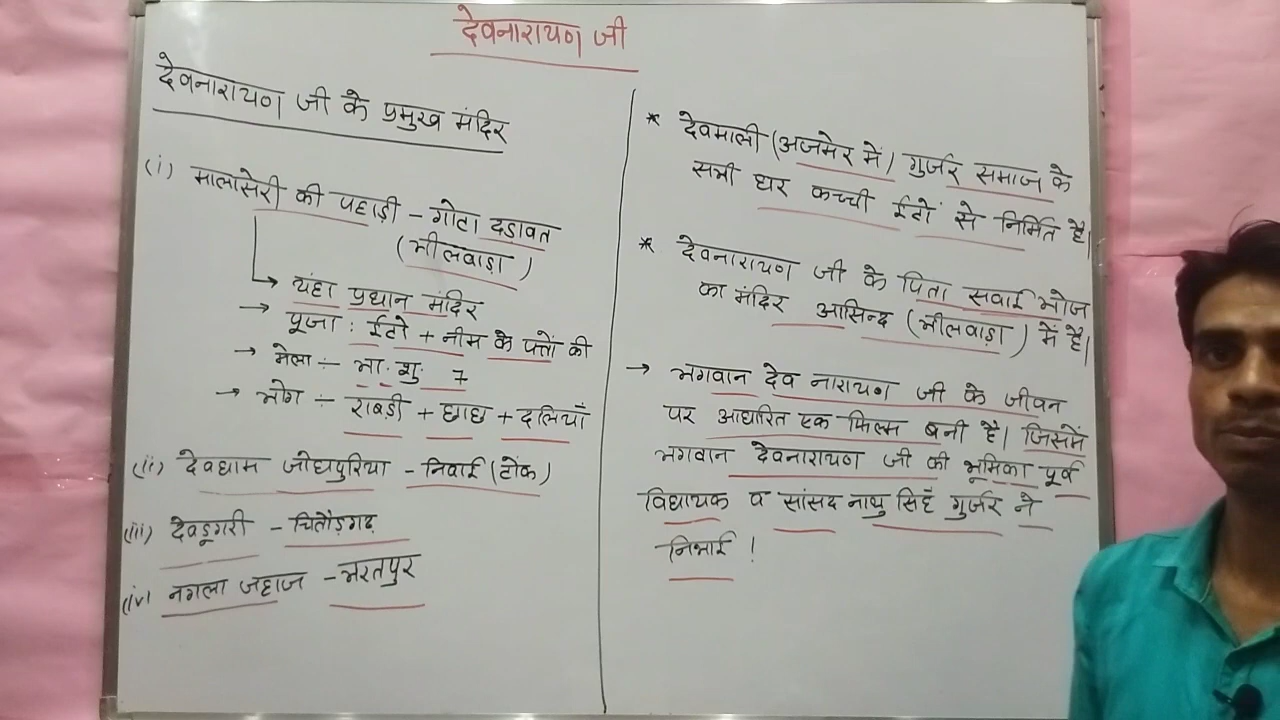 देवनारायण जी
देवनारायण जी के प्रमुख मंदिर
(i) मालासेरी की पहाड़ी - गोटा दड़ावत
(भीलवाड़ा)
→ यंहा प्रधान मंदिर
→ पूजा : ईटों + नीम के पत्तों की
→ मेला :- भा. शु. 7
→ भोग :- राबड़ी + छाछ + दलियाँ
(ii) देवधाम जोधपुरिया - निवाई (टोंक)
(iii) देवडूगरी - चितौड़गढ़
(iv) नगला जहाज - भरतपुर
* देवमाली (अजमेर में) गुर्जर समाज के
सभी घर कच्ची ईटों से निर्मित है।
* देवनारायण जी के पिता सवाई भोज
का मंदिर आसिन्द (भीलवाड़ा) में है।
→ भगवान देव नारायण जी के जीवन
पर आधारित एक फिल्म बनी है। जिसमें
भगवान देवनारायण जी की भूमिका पूर्व
विधायक व सांसद नाथु सिहँ गुर्जर ने
निभाई !